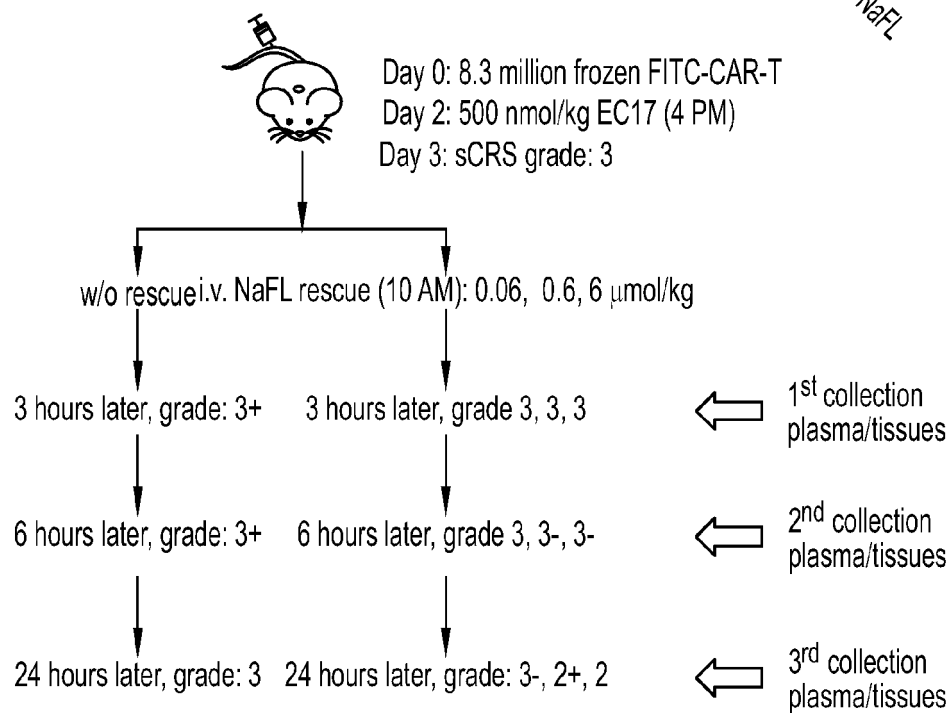 NaFL
Day 0: 8.3 million frozen FITC-CAR-T
Day 2: 500 nmol/kg EC17 (4 PM)
Day 3: sCRS grade: 3
w/o rescue i.v. NaFL rescue (10 AM): 0.06, 0.6, 6 μmol/kg
3 hours later, grade: 3+ 3 hours later, grade 3, 3, 3
1st collection
plasma/tissues
6 hours later, grade: 3+ 6 hours later, grade 3, 3-, 3-
2nd collection
plasma/tissues
24 hours later, grade: 3 24 hours later, grade: 3-, 2+, 2
3rd collection
plasma/tissues